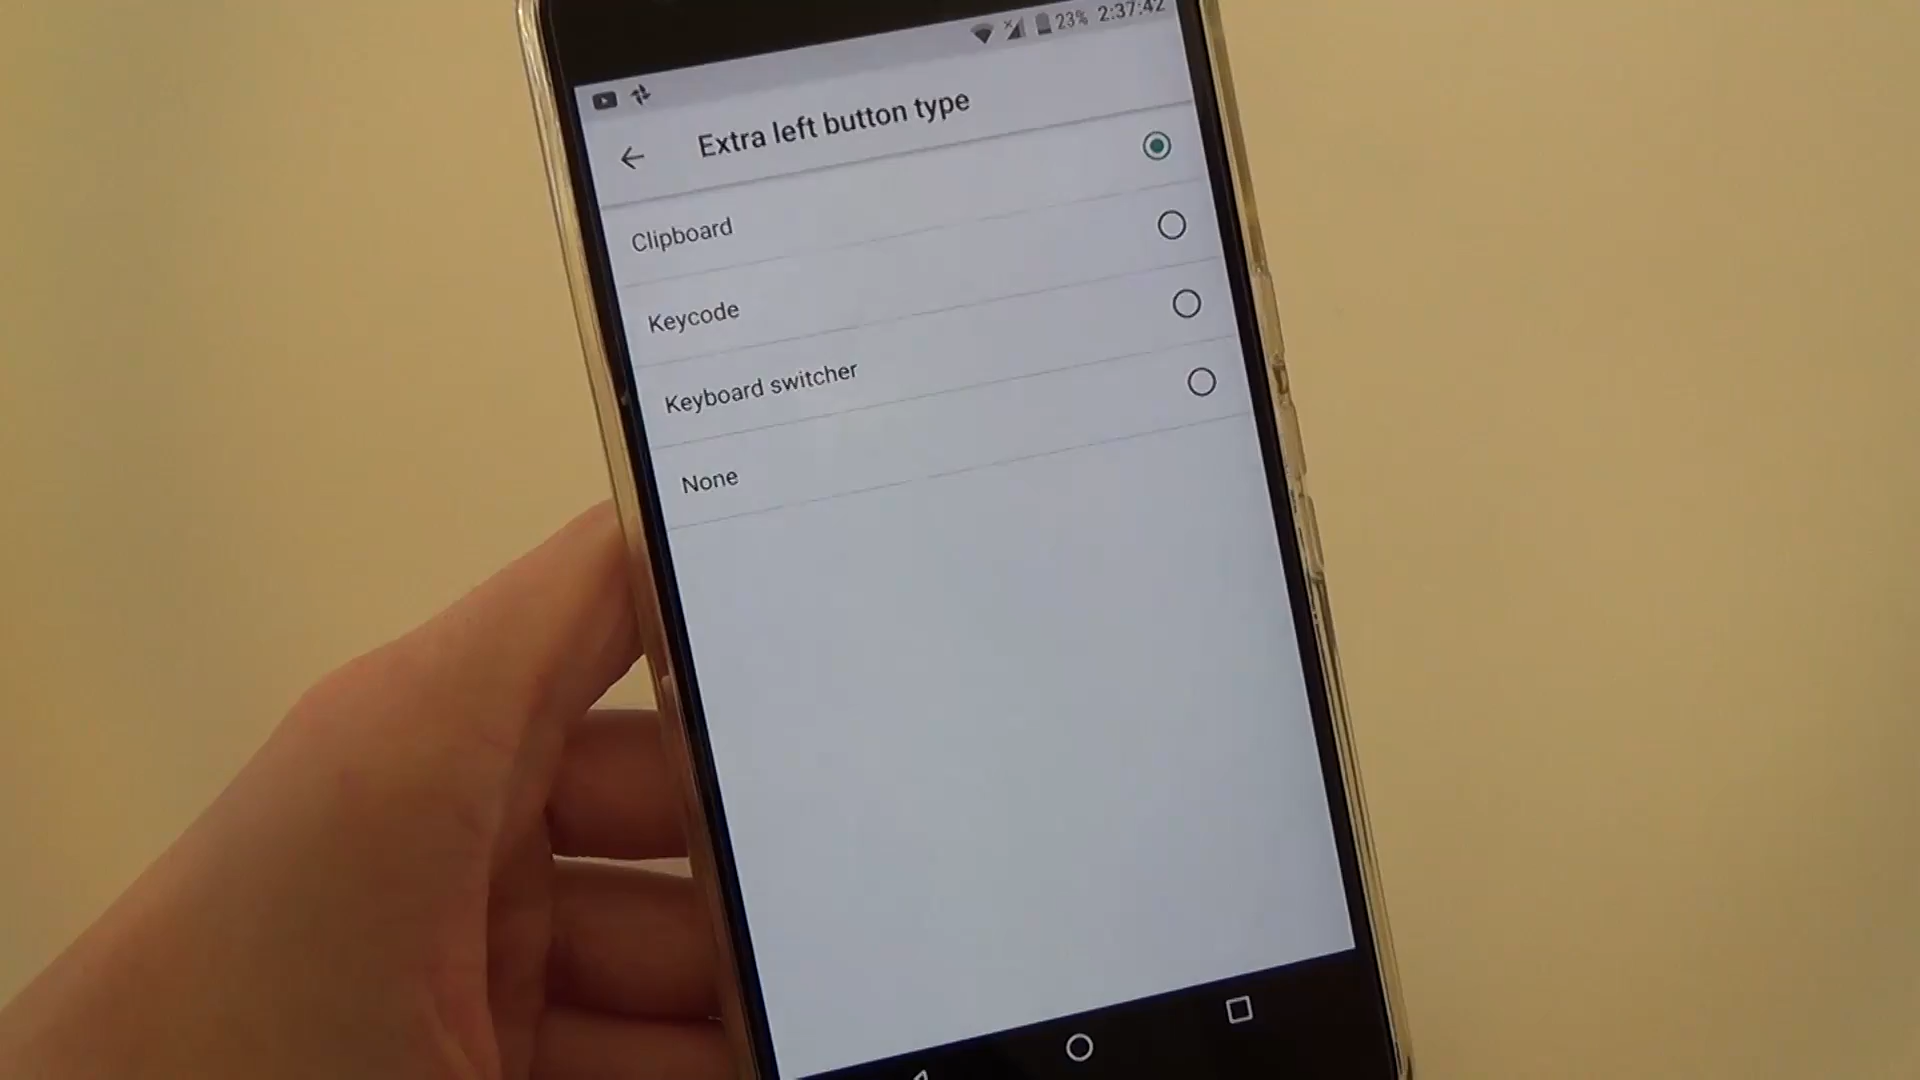 23% 2:37:42
Extra left button type
Clipboard
Keycode
Keyboard switcher
None